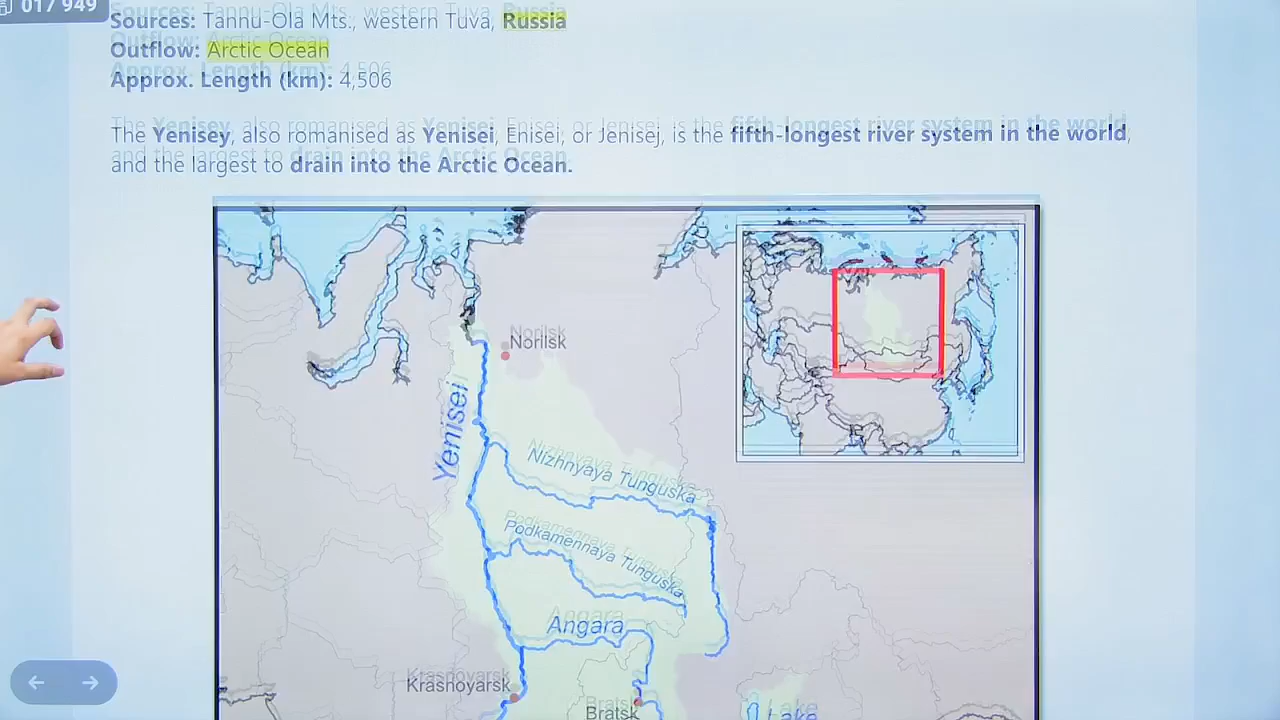 017 949
Sources: Tannu-Ola Mts., western Tuva, Russia
Outflow: Arctic Ocean
Approx. Length (km): 4,506
The Yenisey, also romanised as Yenisei, Enisei, or Jenisej, is the fifth-longest river system in the world,
and the largest to drain into the Arctic Ocean.
Norilsk
Yenisei
Nizhnyaya Tunguska
Podkamennaya Tunguska
Angara
Krasnoyarsk
Bratsk
Lake